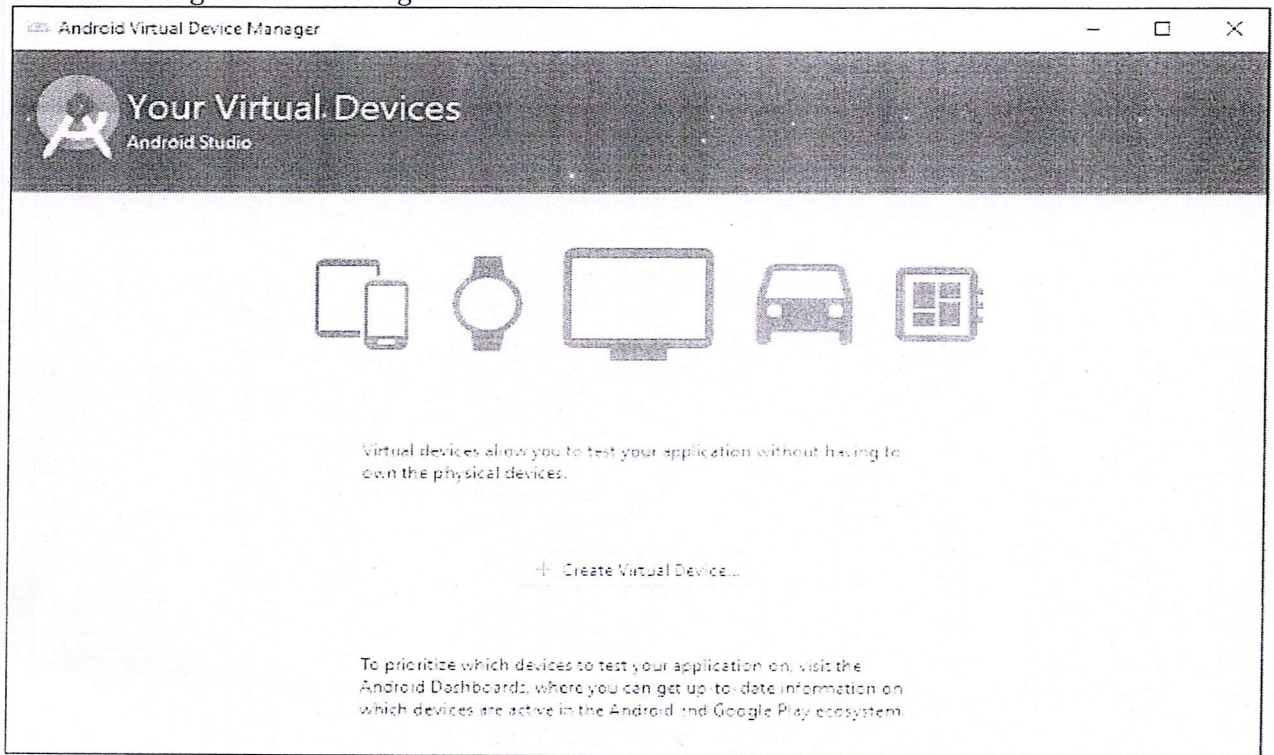 Android Virtual Device Manager
Your Virtual Devices
Android Studio
Virtual devices allow you to test your application without having to
own the physical devices.
+ Create Virtual Device...
To prioritize which devices to test your application on, visit the
Android Dashboards, where you can get up-to-date information on
which devices are active in the Android and Google Play ecosystem.